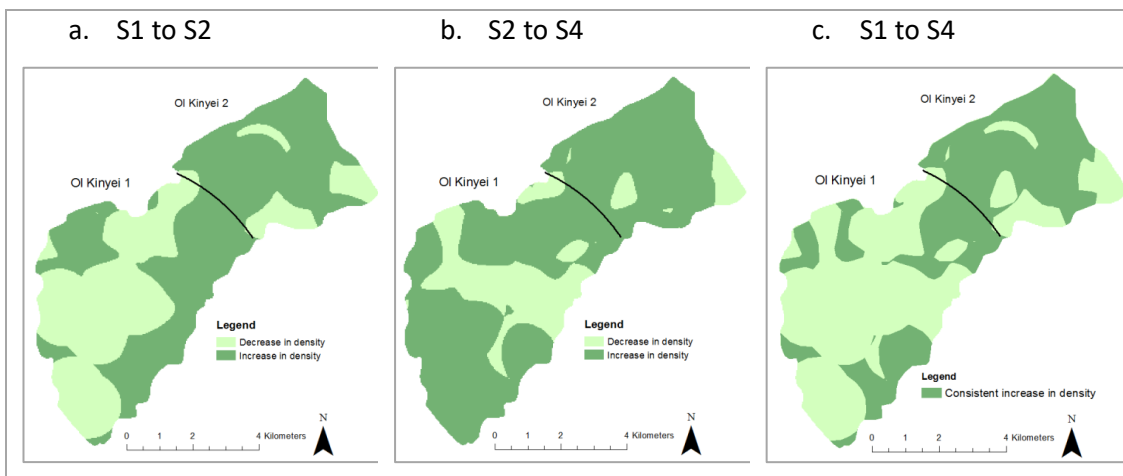 a. S1 to S2
b. S2 to S4
c. S1 to S4
Ol Kinyei 2
Ol Kinyei 1
Legend
Decrease in density
Increase in density
N
0 1 2 4 Kilometers
Ol Kinyei 2
Ol Kinyei 1
Legend
Decrease in density
Increase in density
N
0 1 2 4 Kilometers
Ol Kinyei 2
Ol Kinyei 1
Legend
Consistent increase in density
N
0 1 2 4 Kilometers